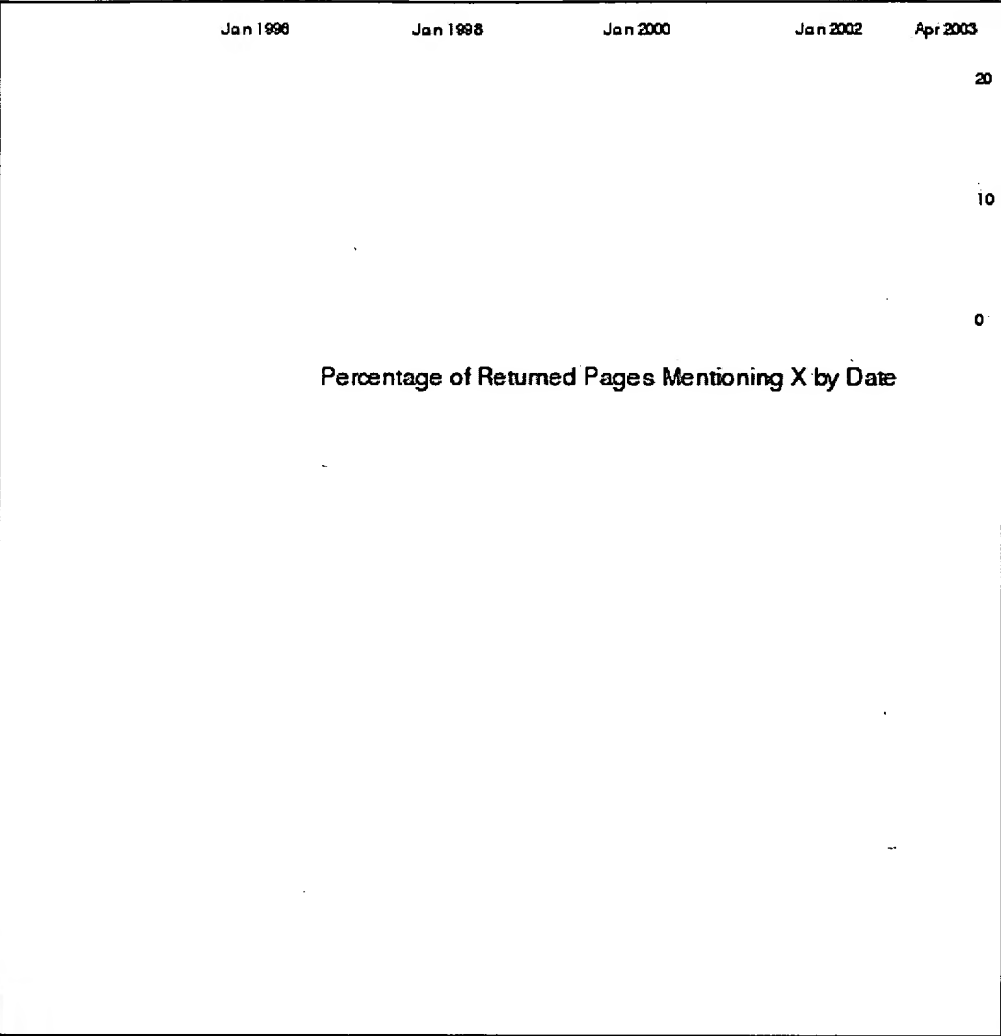 Jan 1996 Jan 1998 Jan 2000 Jan 2002 Apr 2003
20
10
0
Percentage of Returned Pages Mentioning X by Date